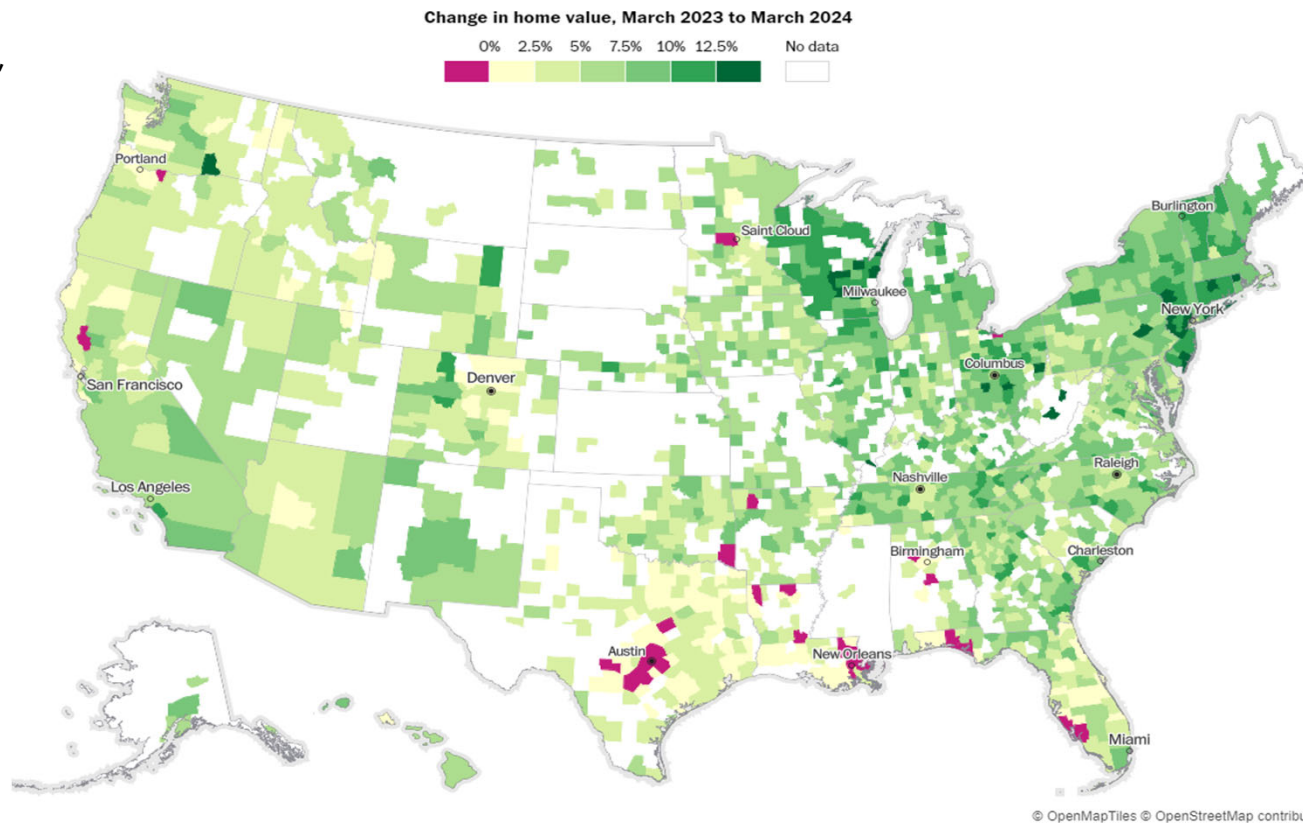 Change in home value, March 2023 to March 2024
0% 2.5% 5% 7.5% 10% 12.5% No data
Portland
Burlington
Saint Cloud
Milwaukee
New York
Columbus
San Francisco
Denver
Los Angeles
Nashville
Raleigh
Birmingham
Charleston
Austin
New Orleans
Miami
© OpenMapTiles © OpenStreetMap contribu